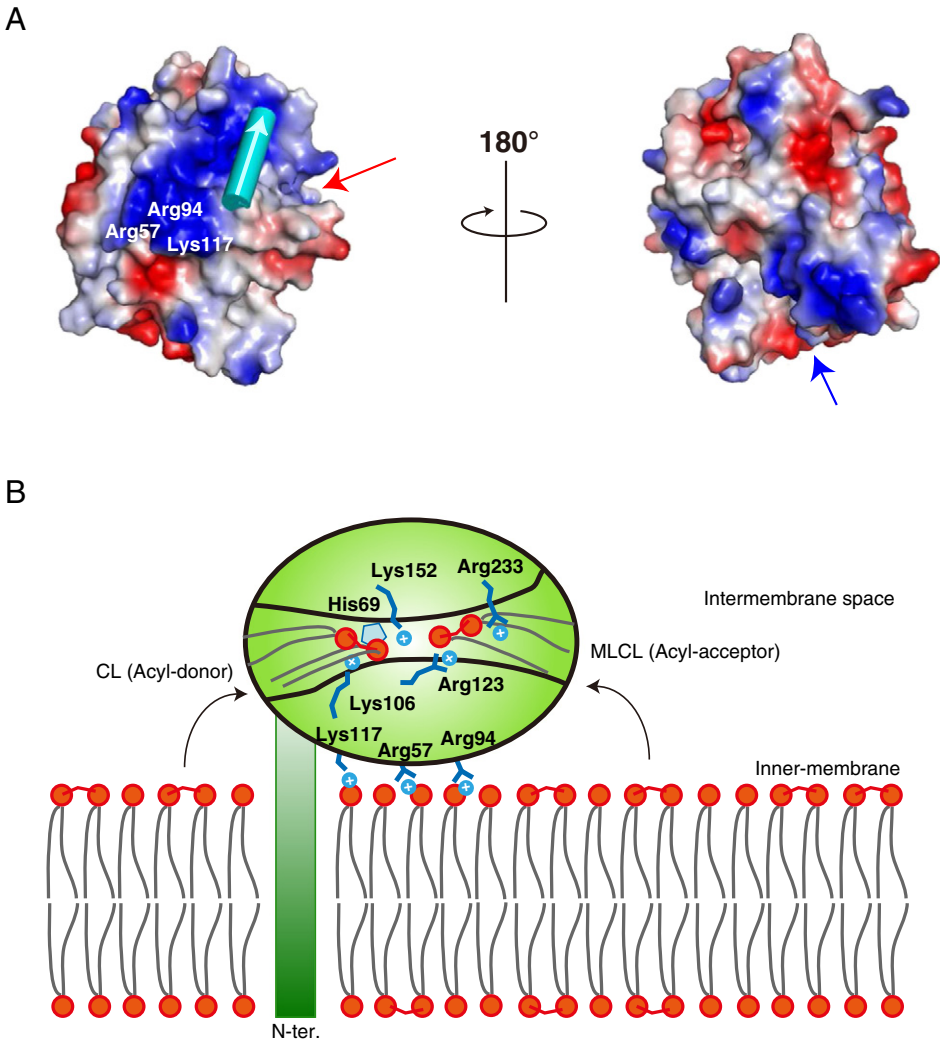 A
180°
Arg94
Arg57
Lys117
B
Lys152
Arg233
His69
Intermembrane space
CL (Acyl-donor)
MLCL (Acyl-acceptor)
Arg123
Lys106
Lys117
Arg57
Arg94
Inner-membrane
N-ter.